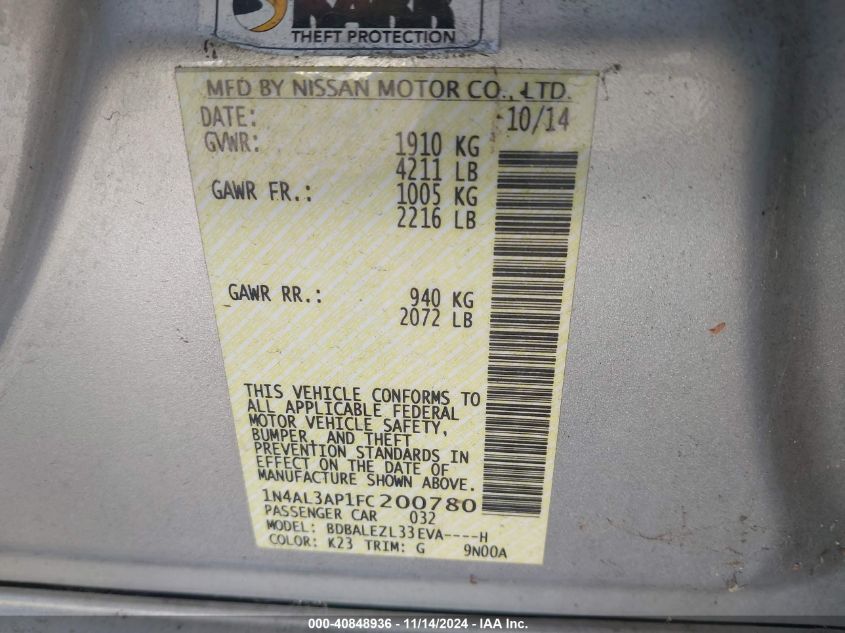 KARR
THEFT PROTECTION
MFD BY NISSAN MOTOR CO., LTD.
DATE: 10/14
GVWR: 1910 KG
4211 LB
GAWR FR.: 1005 KG
2216 LB
GAWR RR.: 940 KG
2072 LB
THIS VEHICLE CONFORMS TO
ALL APPLICABLE FEDERAL
MOTOR VEHICLE SAFETY,
BUMPER, AND THEFT
PREVENTION STANDARDS IN
EFFECT ON THE DATE OF
MANUFACTURE SHOWN ABOVE.
1N4AL3AP1FC200780
PASSENGER CAR 032
MODEL: BDBALEZL33EVA----H
COLOR: K23 TRIM: G 9N00A
000-40848936 - 11/14/2024 - IAA Inc.